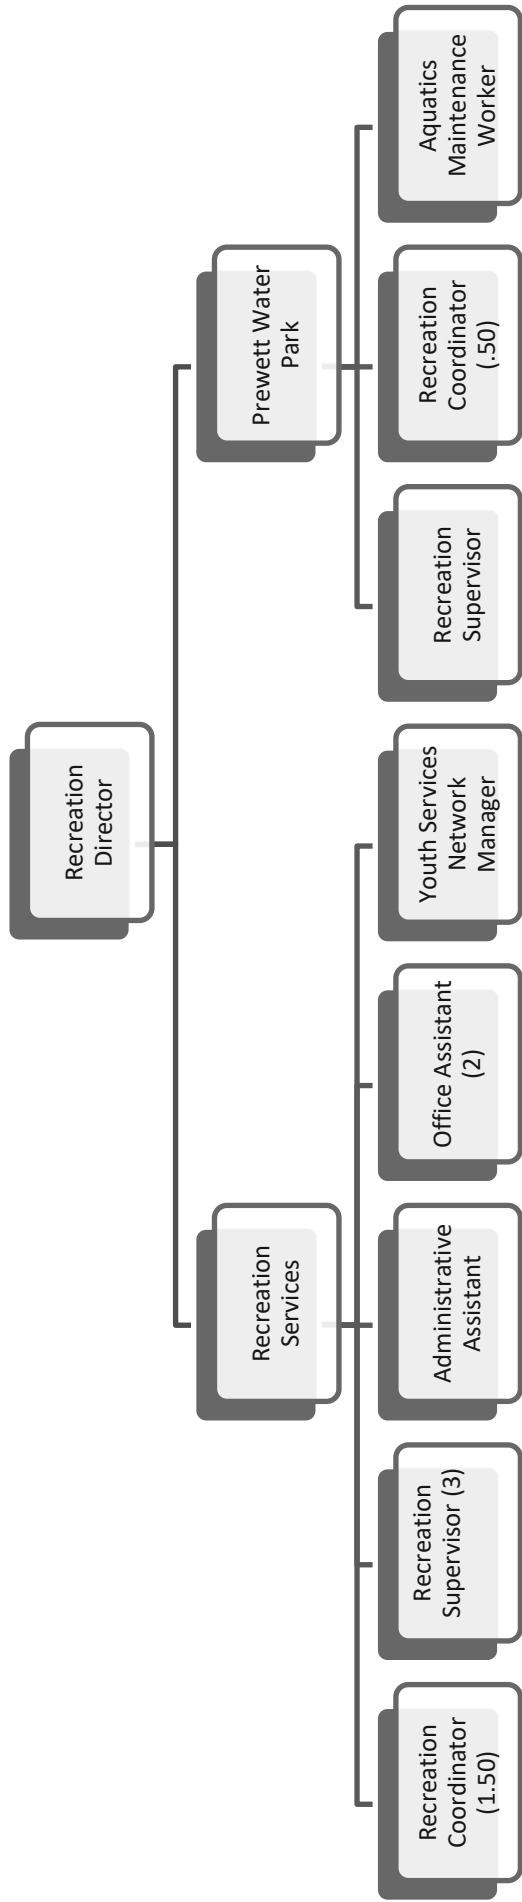 Recreation
Director
Recreation
Services
Prewett Water
Park
Recreation
Coordinator
(1.50)
Recreation
Supervisor (3)
Administrative
Assistant
Office Assistant
(2)
Youth Services
Network
Manager
Recreation
Supervisor
Recreation
Coordinator
(.50)
Aquatics
Maintenance
Worker